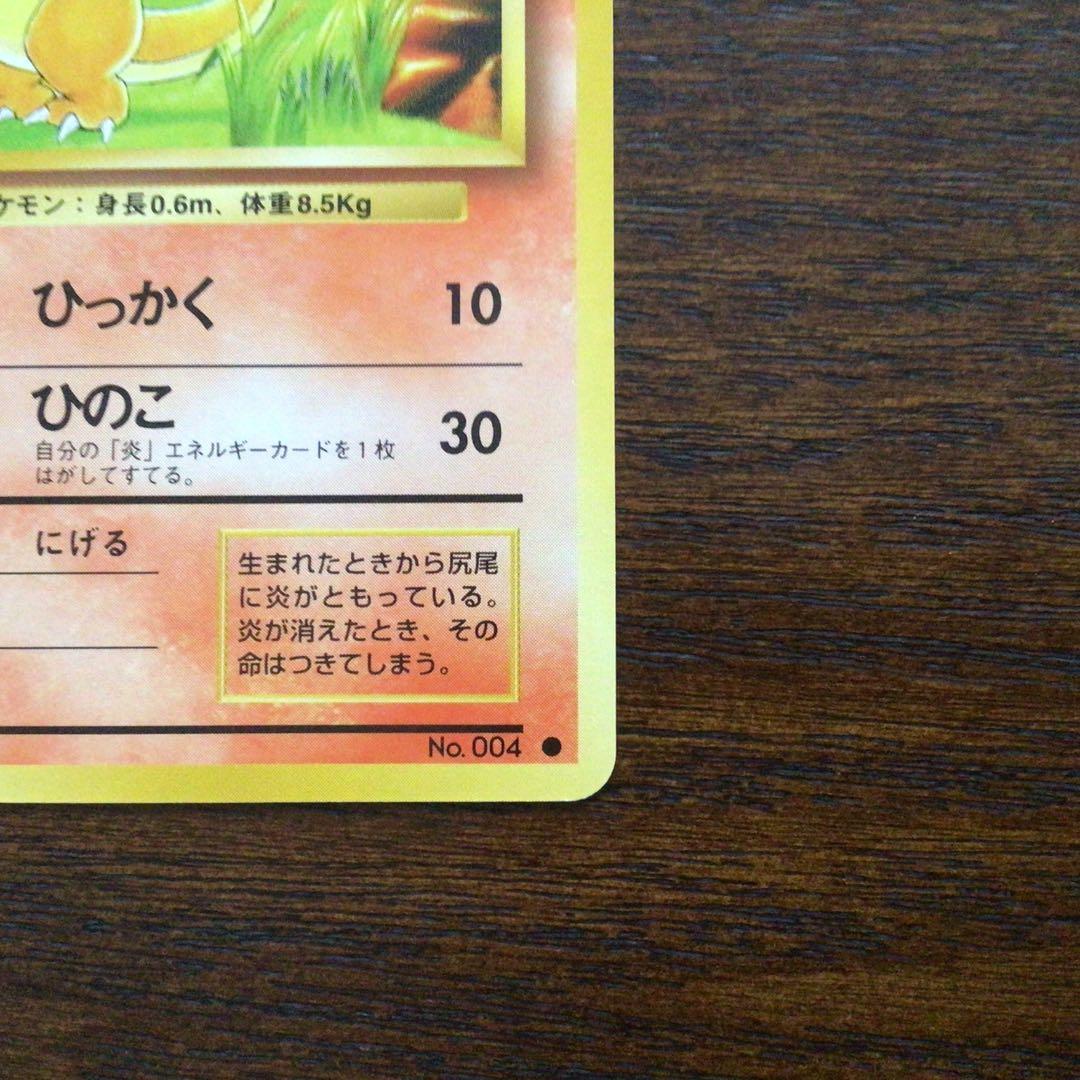 ケモン：身長0.6m、体重8.5Kg
ひっかく 10
ひのこ 30
自分の「炎」エネルギーカードを1枚
はがしてすてる。
にげる
生まれたときから尻尾
に炎がともっている。
炎が消えたとき、その
命はつきてしまう。
No. 004 ●